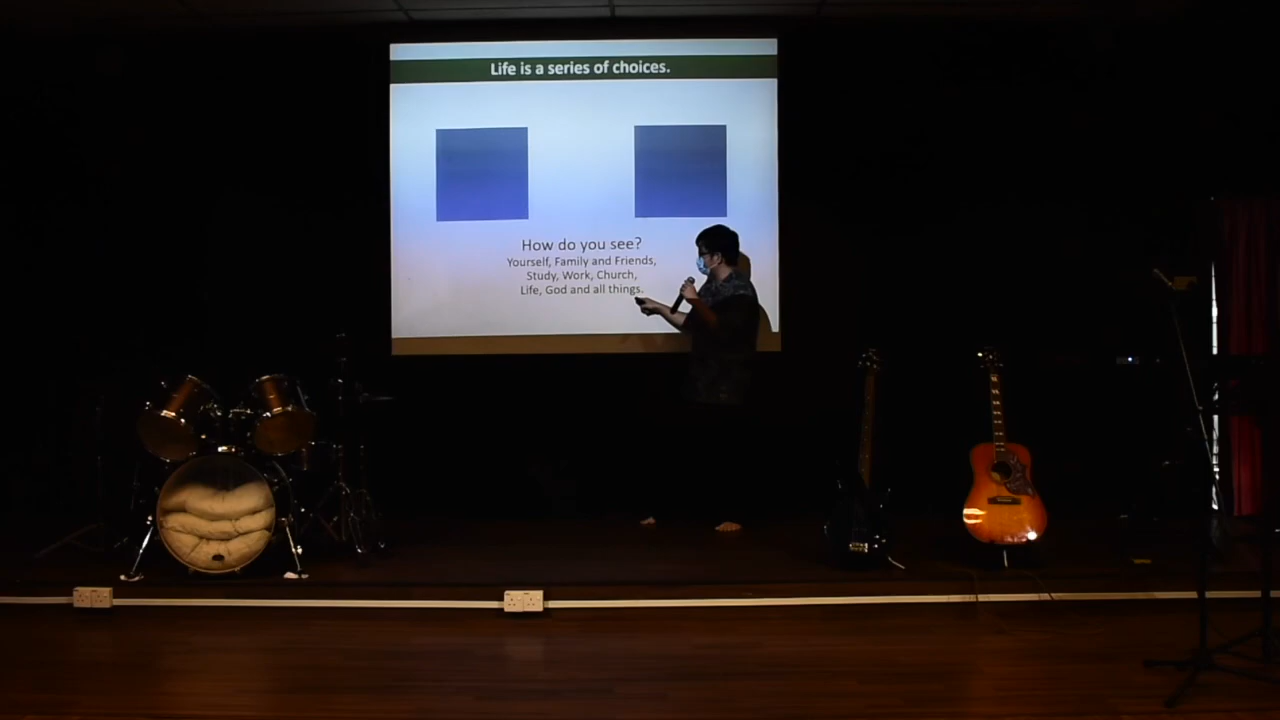 Life is a series of choices.
How do you see?
Yourself, Family and Friends,
Study, Work, Church,
Life, God and all things.